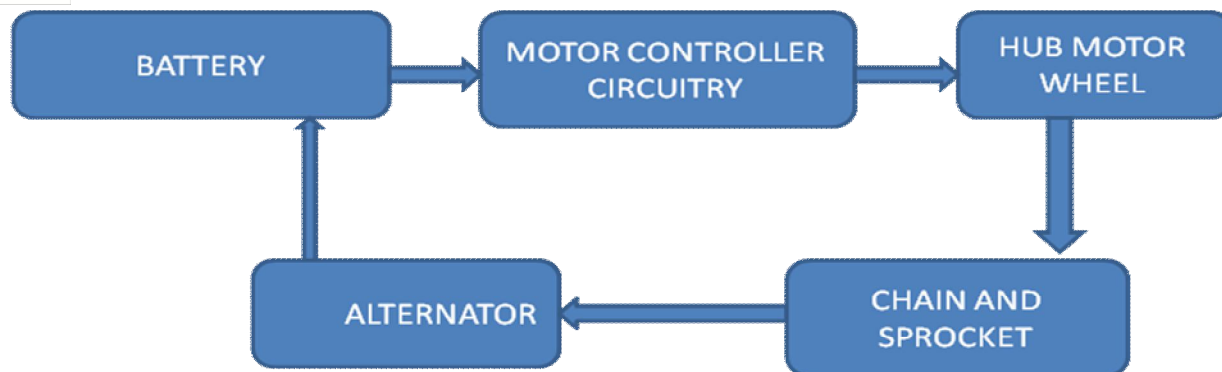 BATTERY
MOTOR CONTROLLER
CIRCUITRY
HUB MOTOR
WHEEL
ALTERNATOR
CHAIN AND
SPROCKET